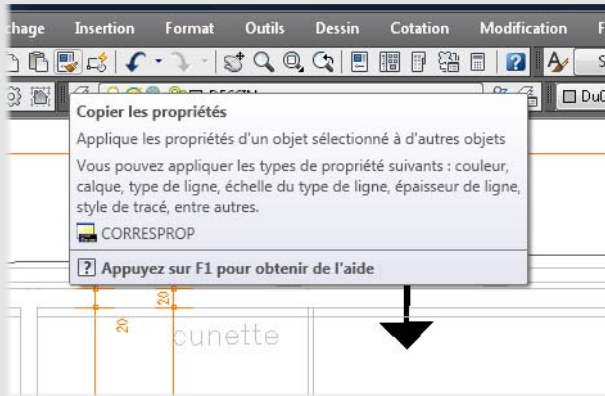 Insertion Format Outils Dessin Cotation Modification
Copier les propriétés
Applique les propriétés d'un objet sélectionné à d'autres objets
Vous pouvez appliquer les types de propriété suivants : couleur,
calque, type de ligne, échelle du type de ligne, épaisseur de ligne,
style de tracé, entre autres.
CORRESPROP
? Appuyez sur F1 pour obtenir de l'aide
20
20
cunette